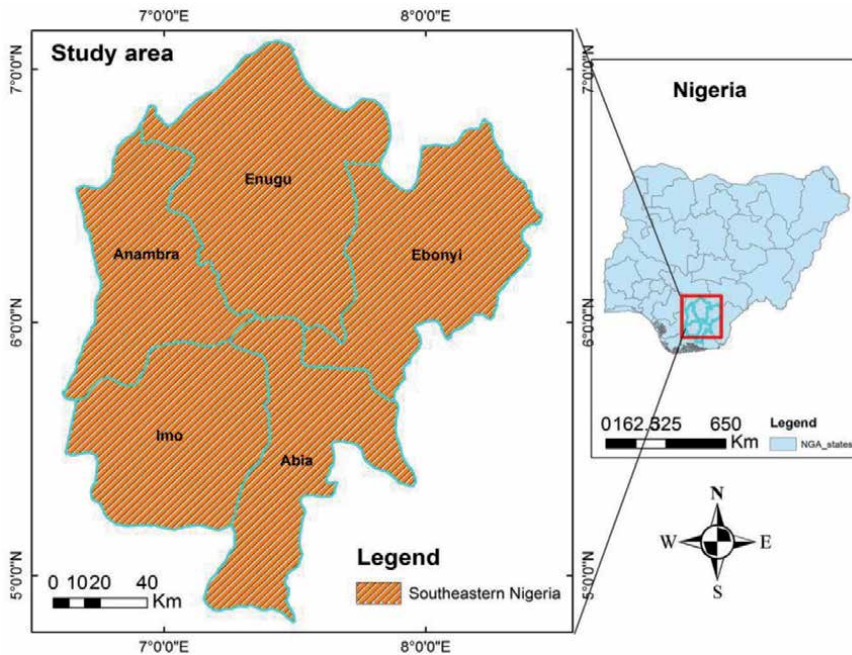 7°0'0"E
8°0'0"E
Study area
7°0'0"N
7°0'0"N
Nigeria
Enugu
Anambra
Ebonyi
6°0'0"N
6°0'0"N
Imo
Abia
0162.5325 650
Km
Legend
NGA_states
N
W E
S
Legend
Southeastern Nigeria
5°0'0"N
5°0'0"N
0 1020 40
Km
7°0'0"E
8°0'0"E